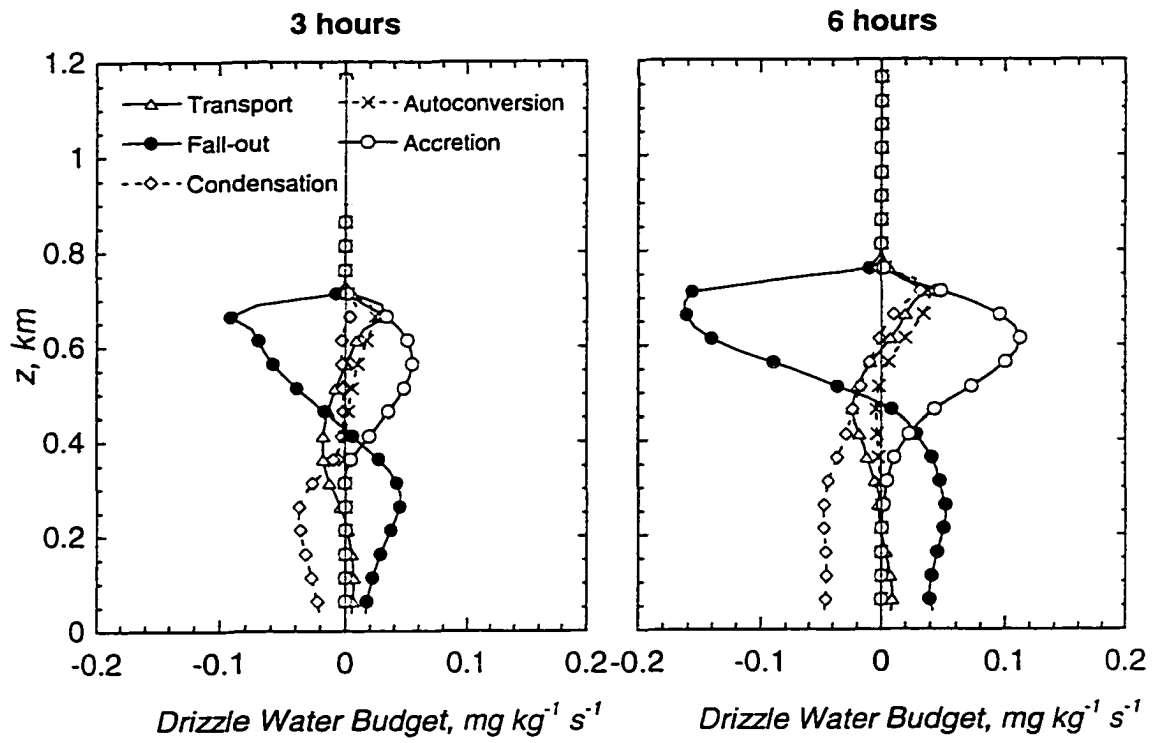 3 hours
6 hours
1.2
1
0.8
0.6
0.4
0.2
0
z, km
Transport
Autoconversion
Fall-out
Accretion
Condensation
-0.2
-0.1
0
0.1
0.2
-0.2
-0.1
0
0.1
0.2
Drizzle Water Budget, mg kg⁻¹ s⁻¹
Drizzle Water Budget, mg kg⁻¹ s⁻¹